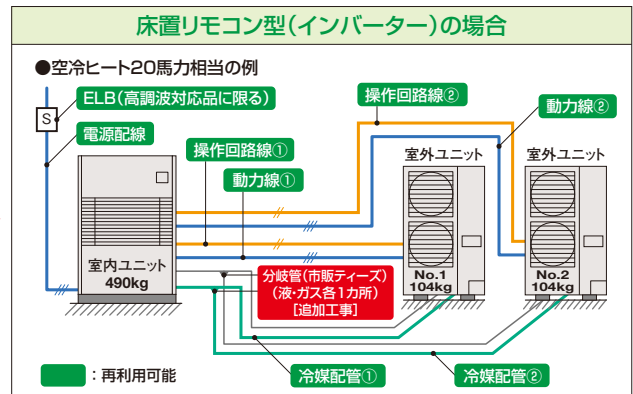 床置リモコン型(インバーター)の場合
●空冷ヒート20馬力相当の例
ELB(高調波対応品に限る)
S
電源配線
操作回路線②
動力線②
操作回路線①
動力線①
室外ユニット
室外ユニット
室内ユニット
490kg
分岐管(市販ティーズ)
(液・ガス各1カ所)
[追加工事]
No.1
104kg
No.2
104kg
:再利用可能
冷媒配管①
冷媒配管②